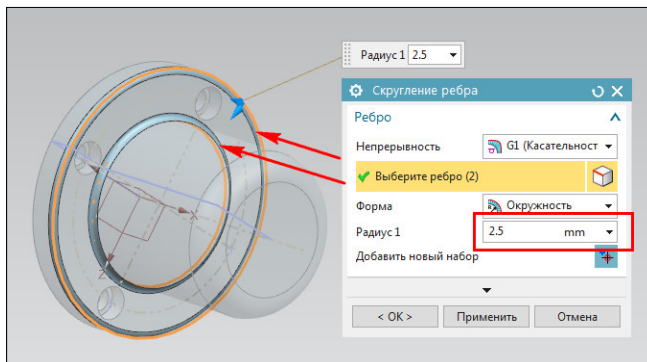 Радиус 1 2.5
Скругление ребра
Ребро
Непрерывность G1 (Касательност
Выберите ребро (2)
Форма Окружность
Радиус 1 2.5 mm
Добавить новый набор
< OK > Применить Отмена